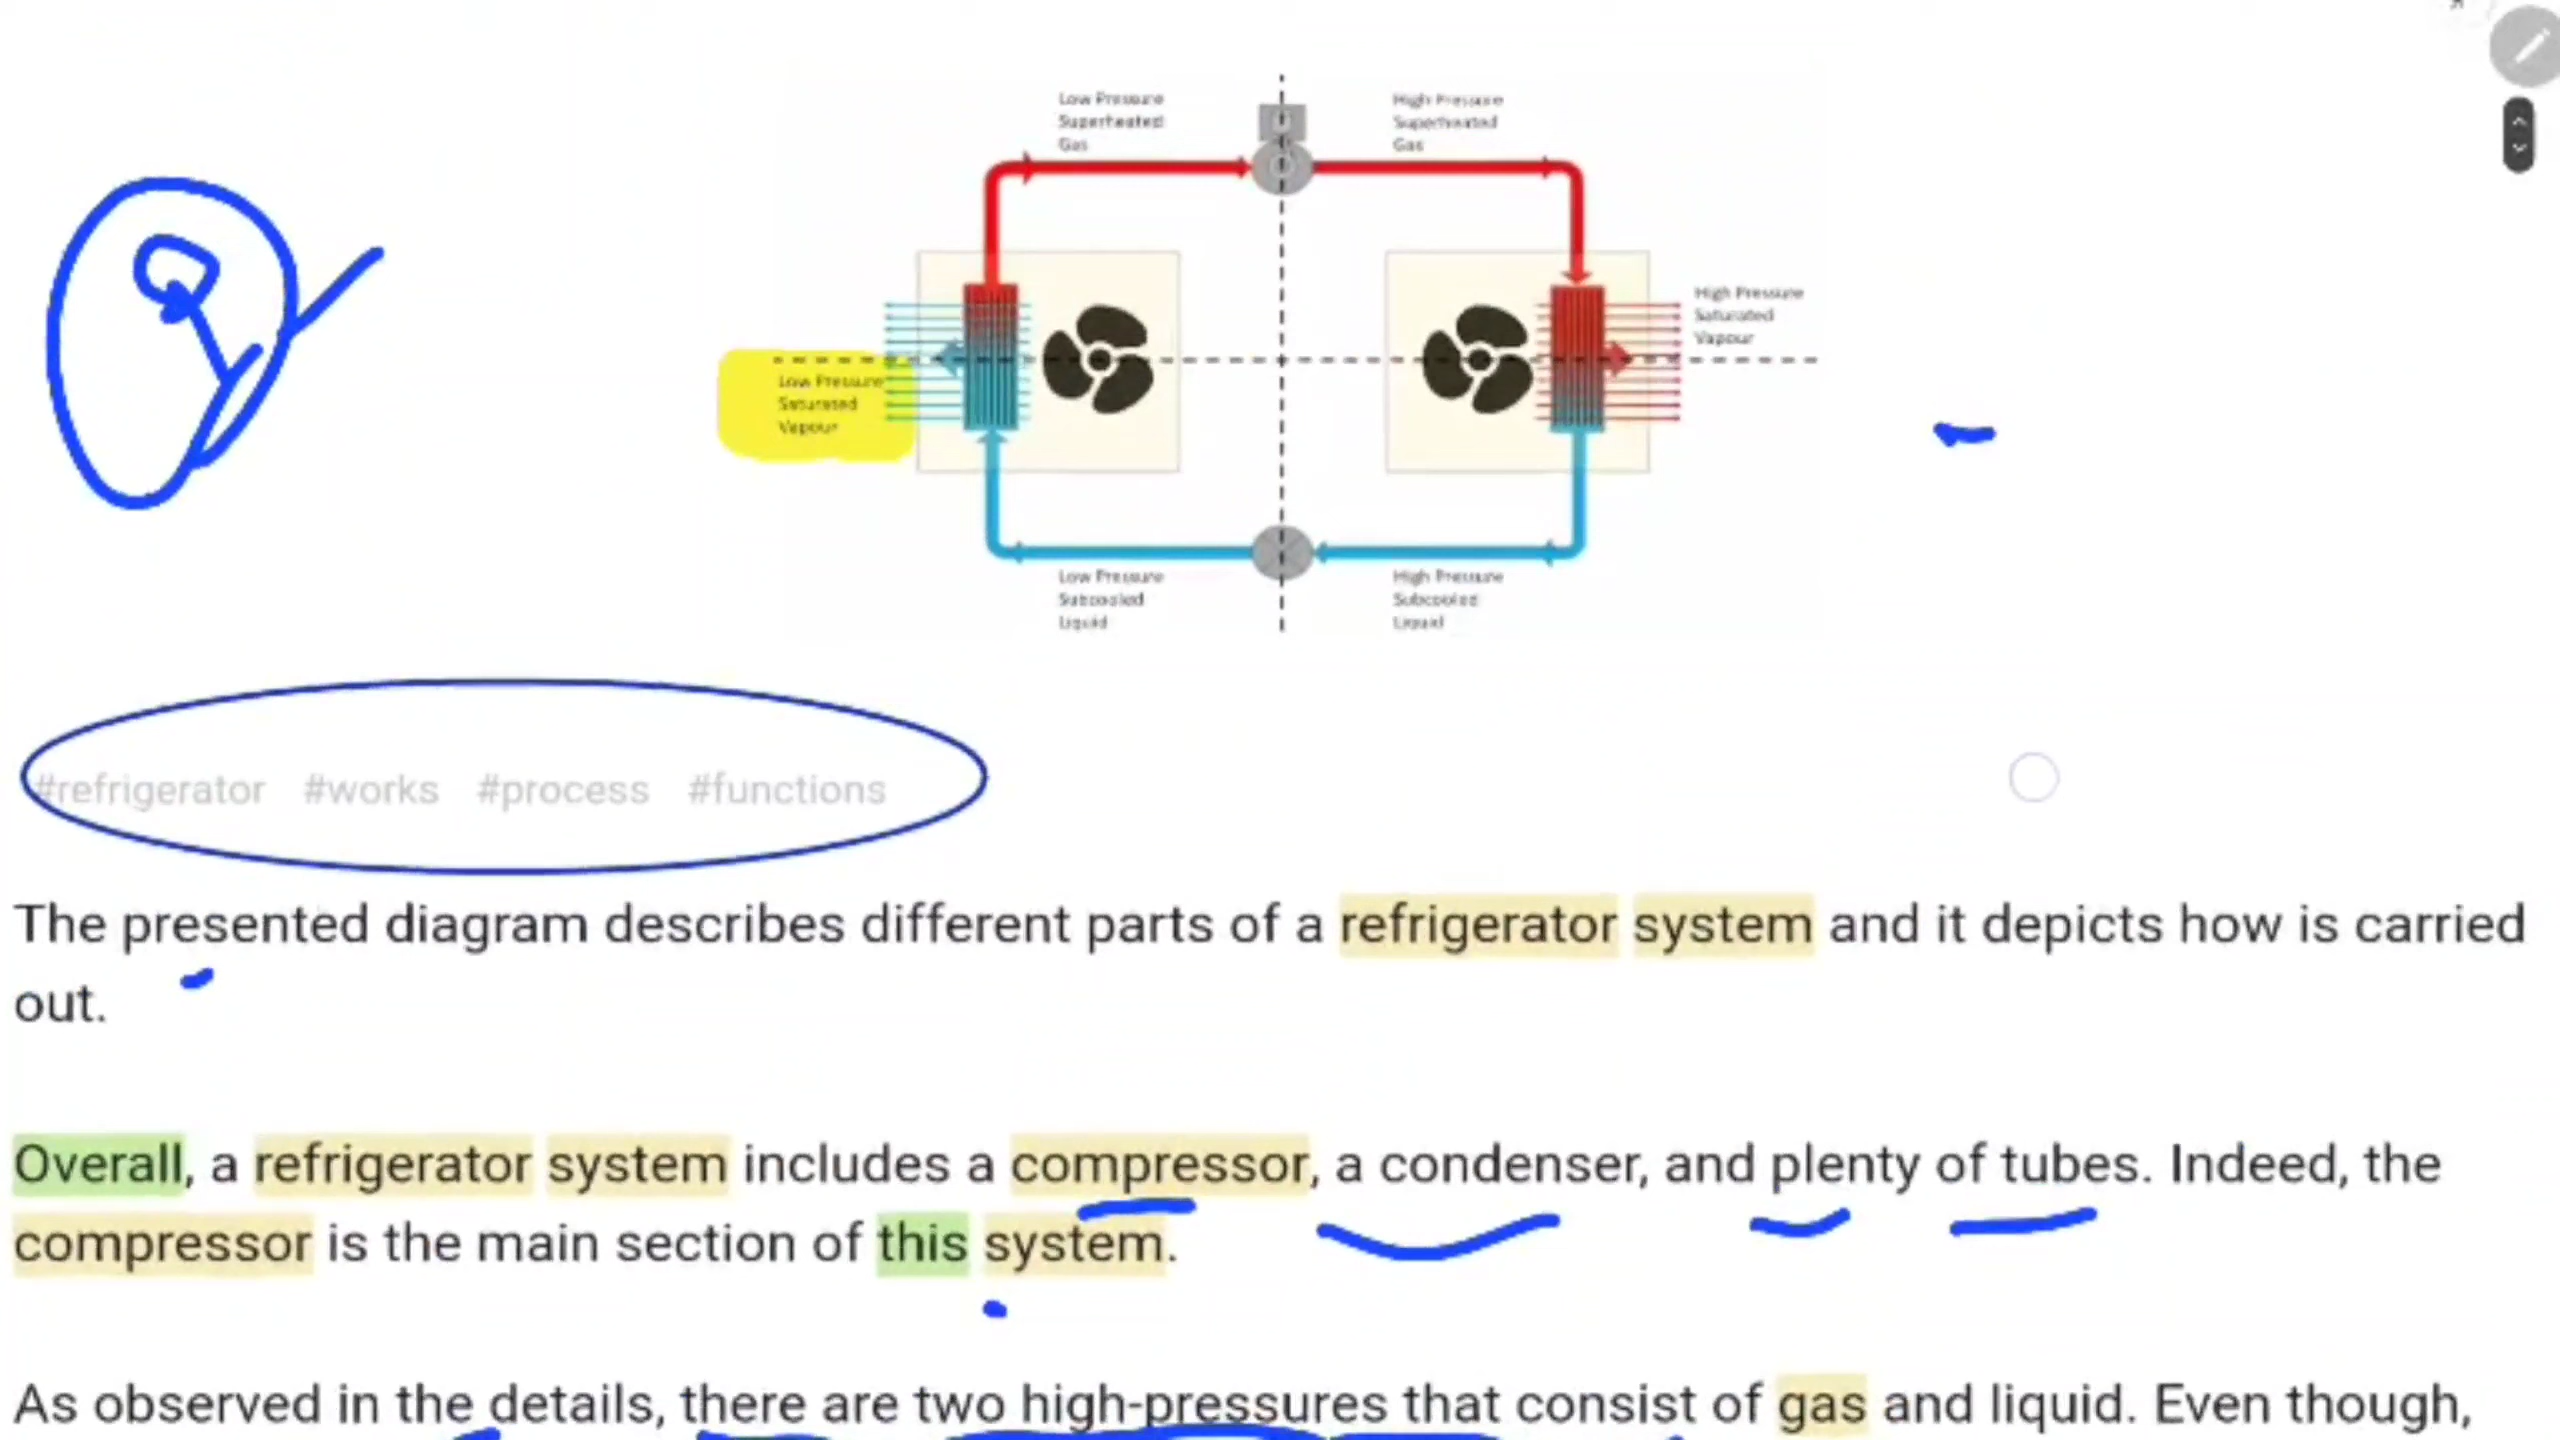 Low Pressure
Superheated
Gas
High Pressure
Superheated
Gas
High Pressure
Saturated
Vapour
Low Pressure
Saturated
Vapour
Low Pressure
Subcooled
Liquid
High Pressure
Subcooled
Liquid
#refrigerator #works #process #functions
The presented diagram describes different parts of a refrigerator system and it depicts how is carried
out.
Overall, a refrigerator system includes a compressor, a condenser, and plenty of tubes. Indeed, the
compressor is the main section of this system.
As observed in the details, there are two high-pressures that consist of gas and liquid. Even though,